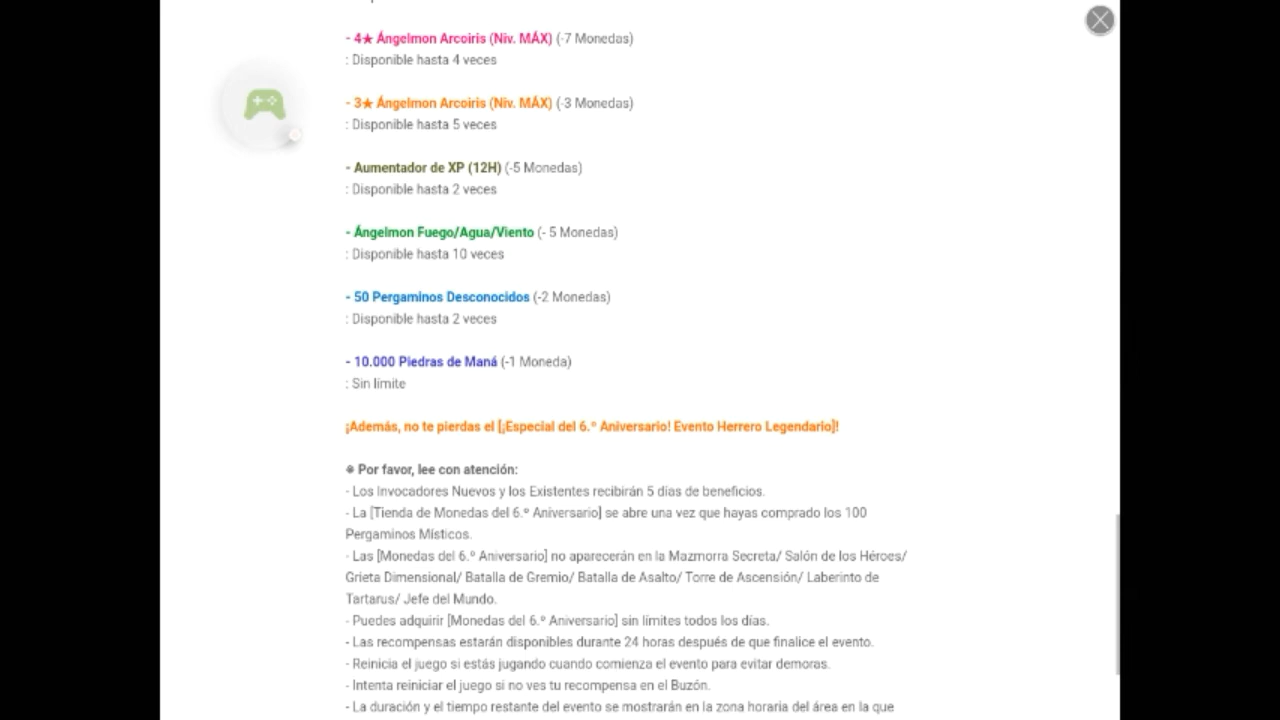 - 4★ Ángelmon Arcoiris (Niv. MÁX) (-7 Monedas)
: Disponible hasta 4 veces
- 3★ Ángelmon Arcoiris (Niv. MÁX) (-3 Monedas)
: Disponible hasta 5 veces
- Aumentador de XP (12H) (-5 Monedas)
: Disponible hasta 2 veces
- Ángelmon Fuego/Agua/Viento (- 5 Monedas)
: Disponible hasta 10 veces
- 50 Pergaminos Desconocidos (-2 Monedas)
: Disponible hasta 2 veces
- 10.000 Piedras de Maná (-1 Moneda)
: Sin límite
¡Además, no te pierdas el [¡Especial del 6.º Aniversario! Evento Herrero Legendario]!
※ Por favor, lee con atención:
- Los Invocadores Nuevos y los Existentes recibirán 5 días de beneficios.
- La [Tienda de Monedas del 6.º Aniversario] se abre una vez que hayas comprado los 100
Pergaminos Místicos.
- Las [Monedas del 6.º Aniversario] no aparecerán en la Mazmorra Secreta/ Salón de los Héroes/
Grieta Dimensional/ Batalla de Gremio/ Batalla de Asalto/ Torre de Ascensión/ Laberinto de
Tartarus/ Jefe del Mundo.
- Puedes adquirir [Monedas del 6.º Aniversario] sin límites todos los días.
- Las recompensas estarán disponibles durante 24 horas después de que finalice el evento.
- Reinicia el juego si estás jugando cuando comienza el evento para evitar demoras.
- Intenta reiniciar el juego si no ves tu recompensa en el Buzón.
- La duración y el tiempo restante del evento se mostrarán en la zona horaria del área en la que